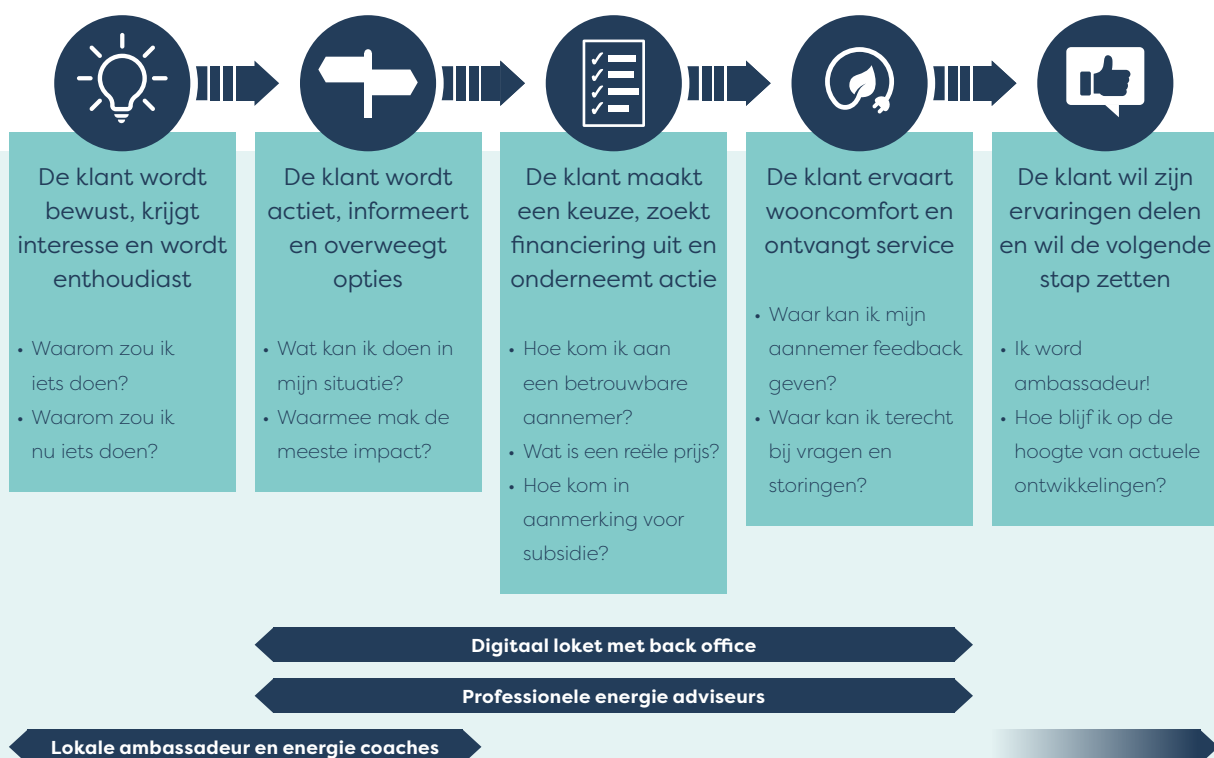 De klant wordt
bewust, krijgt
interesse en wordt
enthoudiast
• Waarom zou ik
iets doen?
• Waarom zou ik
nu iets doen?
De klant wordt
actiet, informeert
en overweegt
opties
• Wat kan ik doen in
mijn situatie?
• Waarmee mak de
meeste impact?
De klant maakt
een keuze, zoekt
financiering uit en
onderneemt actie
• Hoe kom ik aan
een betrouwbare
aannemer?
• Wat is een reële prijs?
• Hoe kom in
aanmerking voor
subsidie?
De klant ervaart
wooncomfort en
ontvangt service
• Waar kan ik mijn
aannemer feedback
geven?
• Waar kan ik terecht
bij vragen en
storingen?
De klant wil zijn
ervaringen delen
en wil de volgende
stap zetten
• Ik word
ambassadeur!
• Hoe blijf ik op de
hoogte van actuele
ontwikkelingen?
Digitaal loket met back office
Professionele energie adviseurs
Lokale ambassadeur en energie coaches